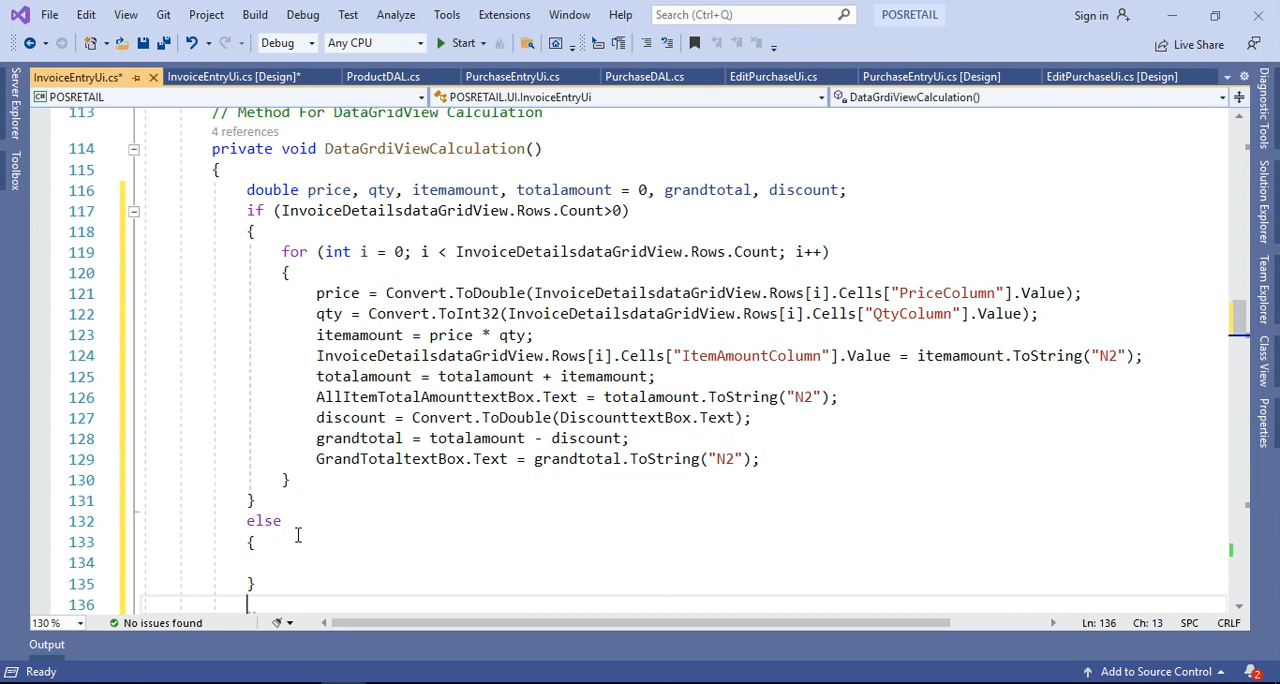 File Edit View Git Project Build Debug Test Analyze Tools Extensions Window Help Search (Ctrl+Q) POSRETAIL Sign in
Debug Any CPU Start Live Share
InvoiceEntryUi.cs* InvoiceEntryUi.cs [Design]* ProductDAL.cs PurchaseEntryUi.cs PurchaseDAL.cs EditPurchaseUi.cs PurchaseEntryUi.cs [Design] EditPurchaseUi.cs [Design]
POSRETAIL POSRETAIL.UI.InvoiceEntryUi DataGrdiViewCalculation()
113 // Method For DataGridView Calculation
4 references
114 private void DataGrdiViewCalculation()
115 {
116 double price, qty, itemamount, totalamount = 0, grandtotal, discount;
117 if (InvoiceDetailsdataGridView.Rows.Count>0)
118 {
119 for (int i = 0; i < InvoiceDetailsdataGridView.Rows.Count; i++)
120 {
121 price = Convert.ToDouble(InvoiceDetailsdataGridView.Rows[i].Cells["PriceColumn"].Value);
122 qty = Convert.ToInt32(InvoiceDetailsdataGridView.Rows[i].Cells["QtyColumn"].Value);
123 itemamount = price * qty;
124 InvoiceDetailsdataGridView.Rows[i].Cells["ItemAmountColumn"].Value = itemamount.ToString("N2");
125 totalamount = totalamount + itemamount;
126 AllItemTotalAmounttextBox.Text = totalamount.ToString("N2");
127 discount = Convert.ToDouble(DiscounttextBox.Text);
128 grandtotal = totalamount - discount;
129 GrandTotaltextBox.Text = grandtotal.ToString("N2");
130 }
131 }
132 else
133 {
134
135 }
136
130 % No issues found Ln: 136 Ch: 13 SPC CRLF
Output
Ready Add to Source Control 2
Server Explorer
Toolbox
Diagnostic Tools
Solution Explorer
Team Explorer
Class View
Properties